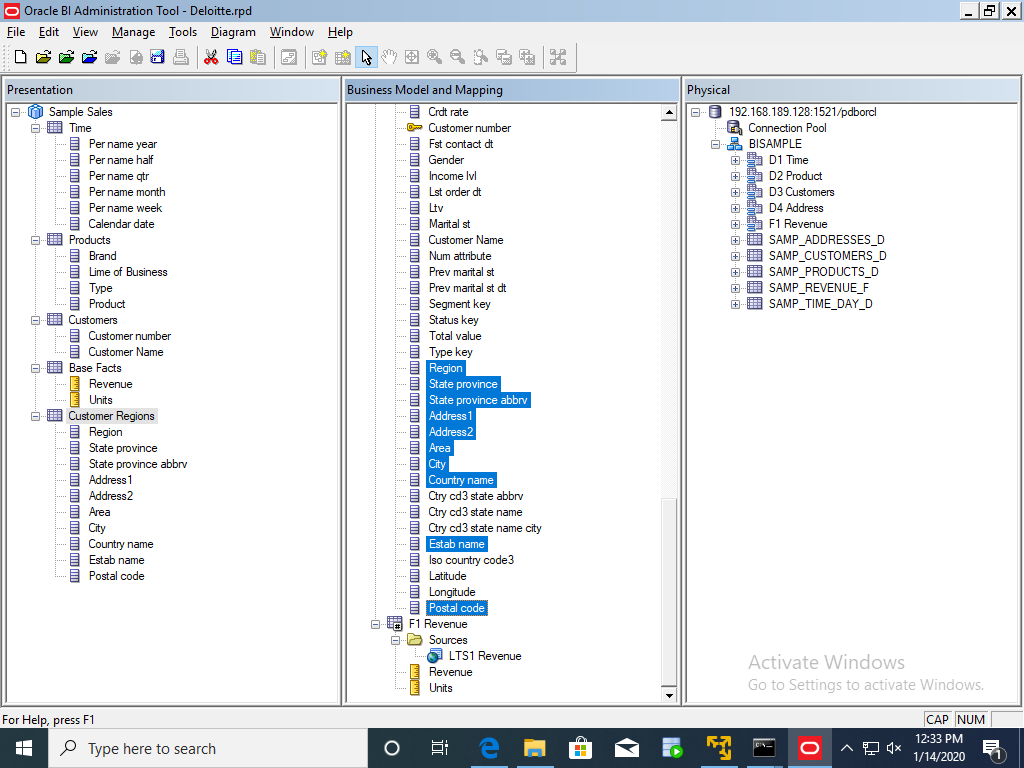 Oracle BI Administration Tool - Deloitte.rpd
File Edit View Manage Tools Diagram Window Help
Presentation
Sample Sales
Time
Per name year
Per name half
Per name qtr
Per name month
Per name week
Calendar date
Products
Brand
Lime of Business
Type
Product
Customers
Customer number
Customer Name
Base Facts
Revenue
Units
Customer Regions
Region
State province
State province abbrv
Address1
Address2
Area
City
Country name
Estab name
Postal code
Business Model and Mapping
Crdt rate
Customer number
Fst contact dt
Gender
Income lvl
Lst order dt
Ltv
Marital st
Customer Name
Num attribute
Prev marital st
Prev marital st dt
Segment key
Status key
Total value
Type key
Region
State province
State province abbrv
Address1
Address2
Area
City
Country name
Ctry cd3 state abbrv
Ctry cd3 state name
Ctry cd3 state name city
Estab name
Iso country code3
Latitude
Longitude
Postal code
F1 Revenue
Sources
LTS1 Revenue
Revenue
Units
Physical
192.168.189.128:1521/pdborcl
Connection Pool
BISAMPLE
D1 Time
D2 Product
D3 Customers
D4 Address
F1 Revenue
SAMP_ADDRESSES_D
SAMP_CUSTOMERS_D
SAMP_PRODUCTS_D
SAMP_REVENUE_F
SAMP_TIME_DAY_D
Activate Windows
Go to Settings to activate Windows.
For Help, press F1
CAP NUM
Type here to search
12:33 PM
1/14/2020
1